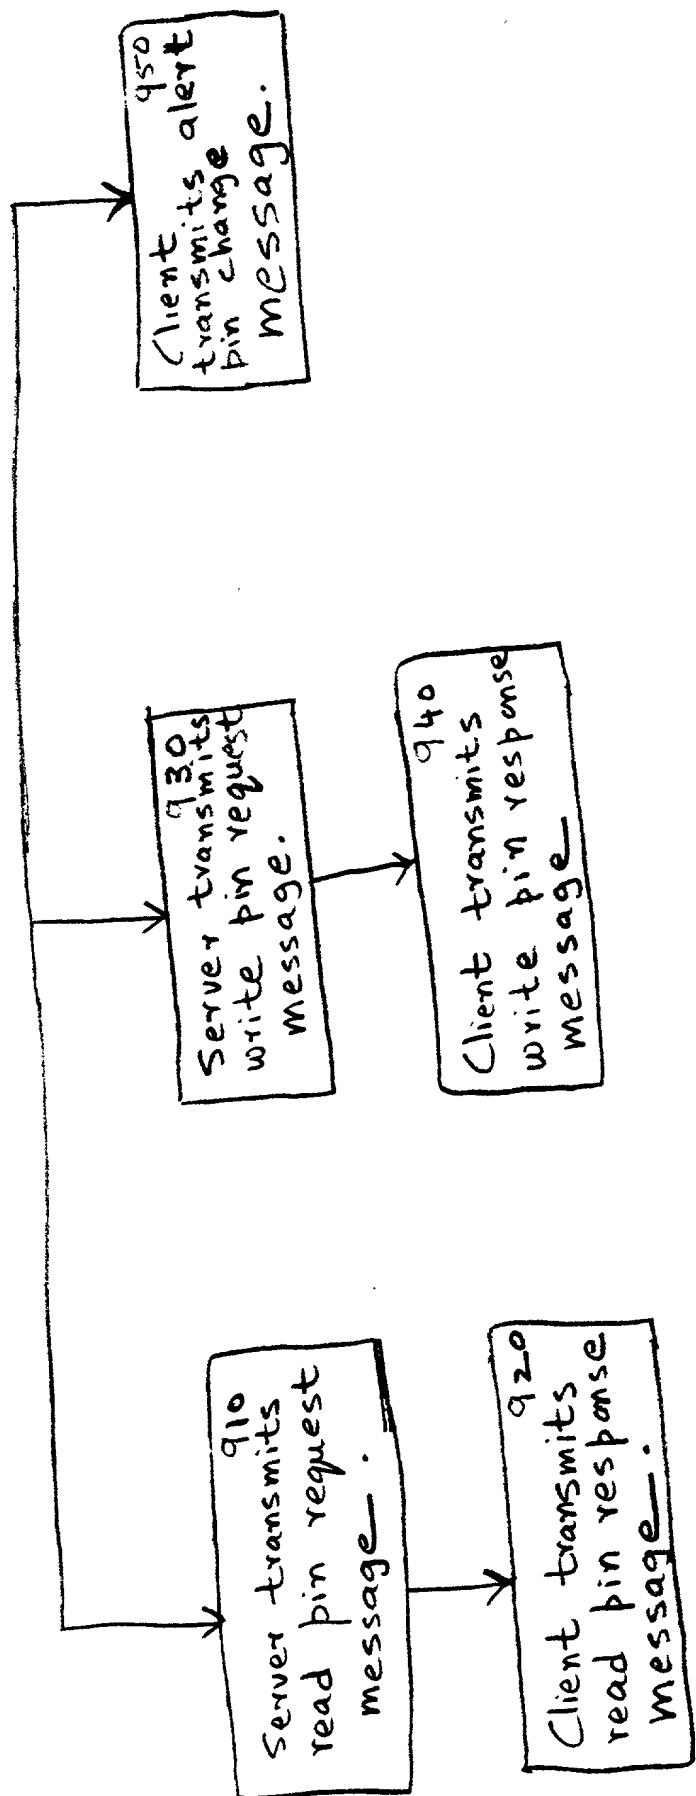 910
Server transmits
read pin request
message.
920
Client transmits
read pin response
message.
930
Server transmits
write pin request
message.
940
Client transmits
write pin response
message
950
Client
transmits alert
pin change
message.